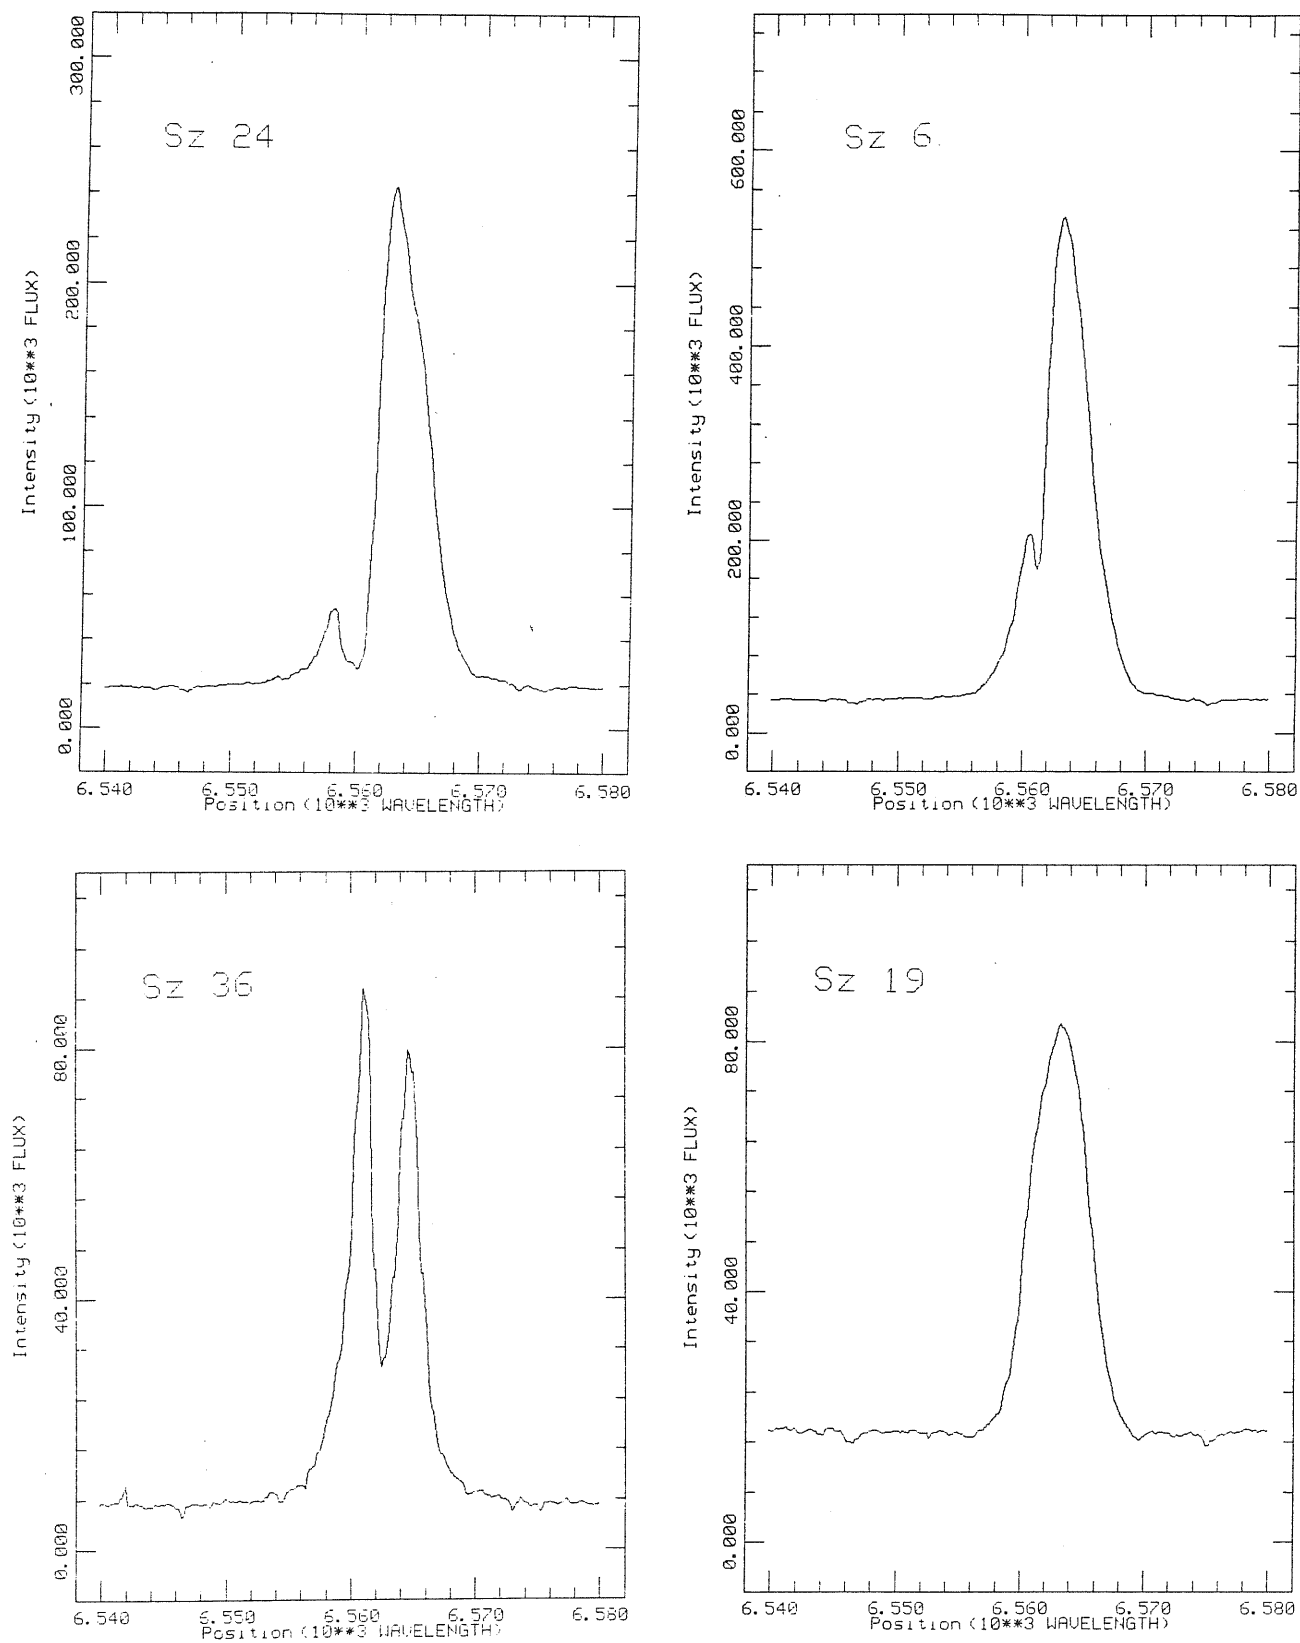 300.000
200.000
100.000
0.000
Intensity (10**3 FLUX)
Sz 24
6.540 6.550 6.560 6.570 6.580
Position (10**3 WAVELENGTH)
600.000
400.000
200.000
0.000
Intensity (10**3 FLUX)
Sz 6
6.540 6.550 6.560 6.570 6.580
Position (10**3 WAVELENGTH)
80.000
40.000
0.000
Intensity (10**3 FLUX)
Sz 36
6.540 6.550 6.560 6.570 6.580
Position (10**3 WAVELENGTH)
80.000
40.000
0.000
Intensity (10**3 FLUX)
Sz 19
6.540 6.550 6.560 6.570 6.580
Position (10**3 WAVELENGTH)